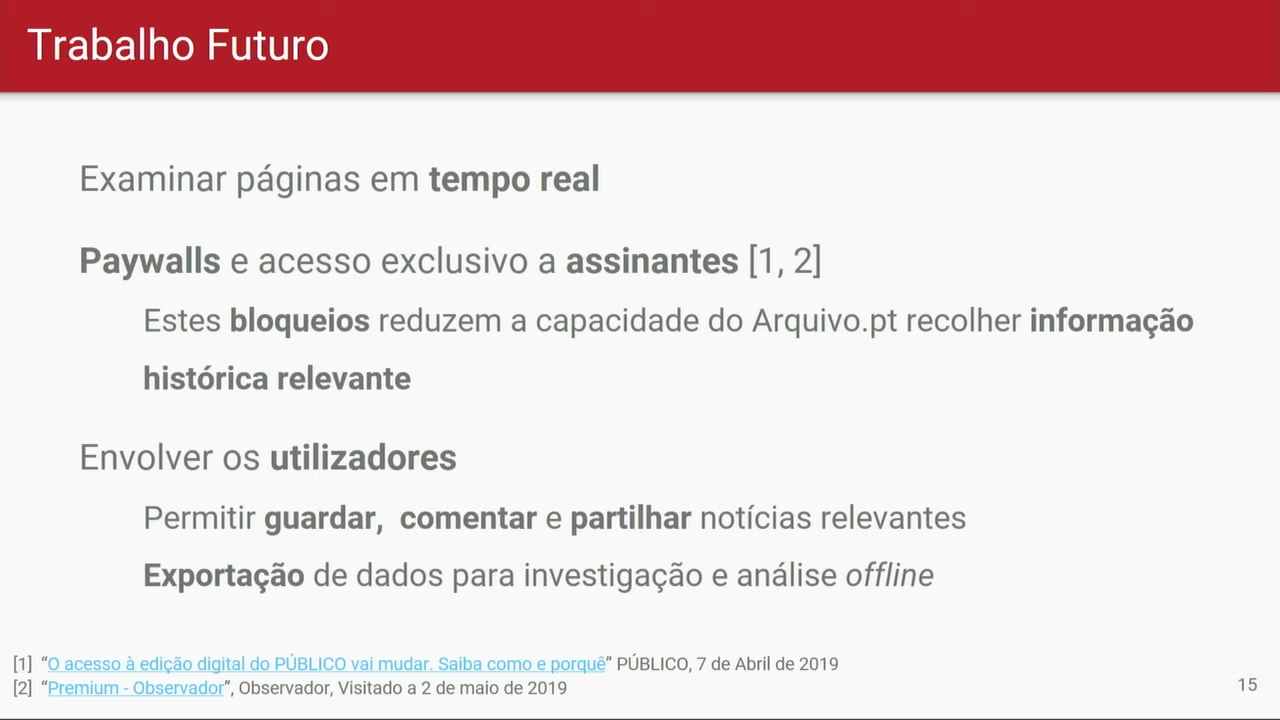 Trabalho Futuro
Examinar páginas em tempo real
Paywalls e acesso exclusivo a assinantes [1, 2]
Estes bloqueios reduzem a capacidade do Arquivo.pt recolher informação
histórica relevante
Envolver os utilizadores
Permitir guardar, comentar e partilhar notícias relevantes
Exportação de dados para investigação e análise offline
[1] “O acesso à edição digital do PÚBLICO vai mudar. Saiba como e porquê” PÚBLICO, 7 de Abril de 2019
[2] “Premium - Observador”, Observador, Visitado a 2 de maio de 2019
15